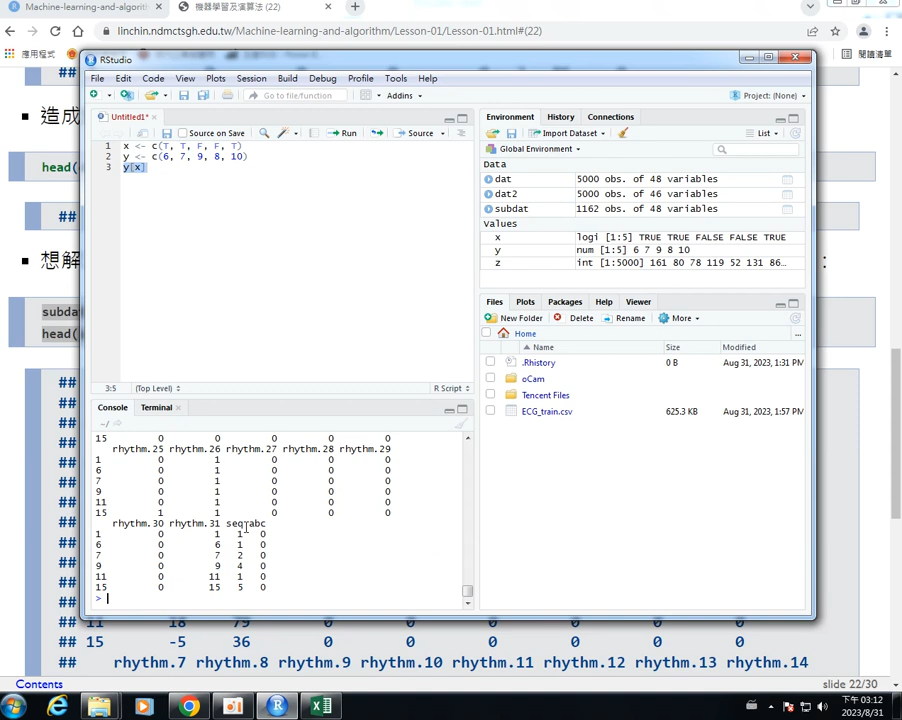 Machine-learning-and-algorith
機器學習及演算法 (22)
linchin.ndmctsgh.edu.tw/Machine-learning-and-algorithm/Lesson-01/Lesson-01.html#(22)
應用程式
閱讀清單
##
造成
head(
##
想解
:
subda
head(
RStudio
File Edit Code View Plots Session Build Debug Profile Tools Help
Go to file/function
Addins
Project: (None)
Untitled1*
Source on Save
Run
Source
1 x <- c(T, T, F, F, T)
2 y <- c(6, 7, 9, 8, 10)
3 y[x]
3:5 (Top Level) R Script
Console Terminal
~/
15 0 0 0 0 0
rhythm.25 rhythm.26 rhythm.27 rhythm.28 rhythm.29
1 0 1 0 0 0
6 0 1 0 0 0
7 0 1 0 0 0
9 0 1 0 0 0
11 0 1 0 0 0
15 1 1 0 0 0
rhythm.30 rhythm.31 seq abc
1 0 1 1 0
6 0 6 1 0
7 0 7 2 0
9 0 9 4 0
11 0 11 1 0
15 0 15 5 0
>
Environment History Connections
Import Dataset
List
Global Environment
Data
dat 5000 obs. of 48 variables
dat2 5000 obs. of 46 variables
subdat 1162 obs. of 48 variables
Values
x logi [1:5] TRUE TRUE FALSE FALSE TRUE
y num [1:5] 6 7 9 8 10
z int [1:5000] 161 80 78 119 52 131 86…
Files Plots Packages Help Viewer
New Folder Delete Rename More
Home ...
Name Size Modified
.Rhistory 0 B Aug 31, 2023, 1:31 PM
oCam
Tencent Files
ECG_train.csv 625.3 KB Aug 31, 2023, 1:57 PM
##
##
##
##
##
##
##
##
##
## 11 18 79 0 0 0 0 0 0
## 15 -5 36 0 0 0 0 0 0
## rhythm.7 rhythm.8 rhythm.9 rhythm.10 rhythm.11 rhythm.12 rhythm.13 rhythm.14
Contents
slide 22/30
下午 03:12
2023/8/31